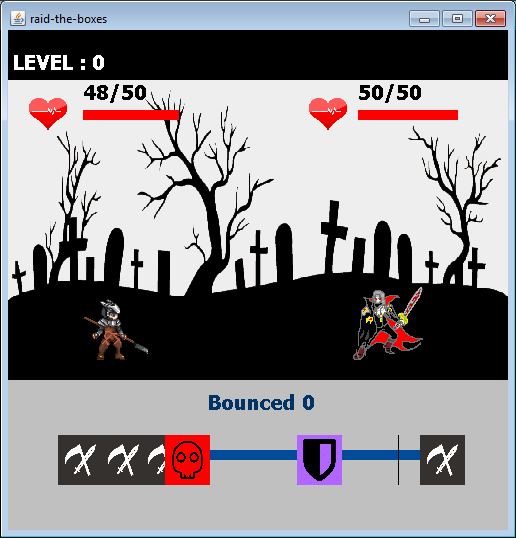 raid-the-boxes
LEVEL : 0
48/50
50/50
Bounced 0